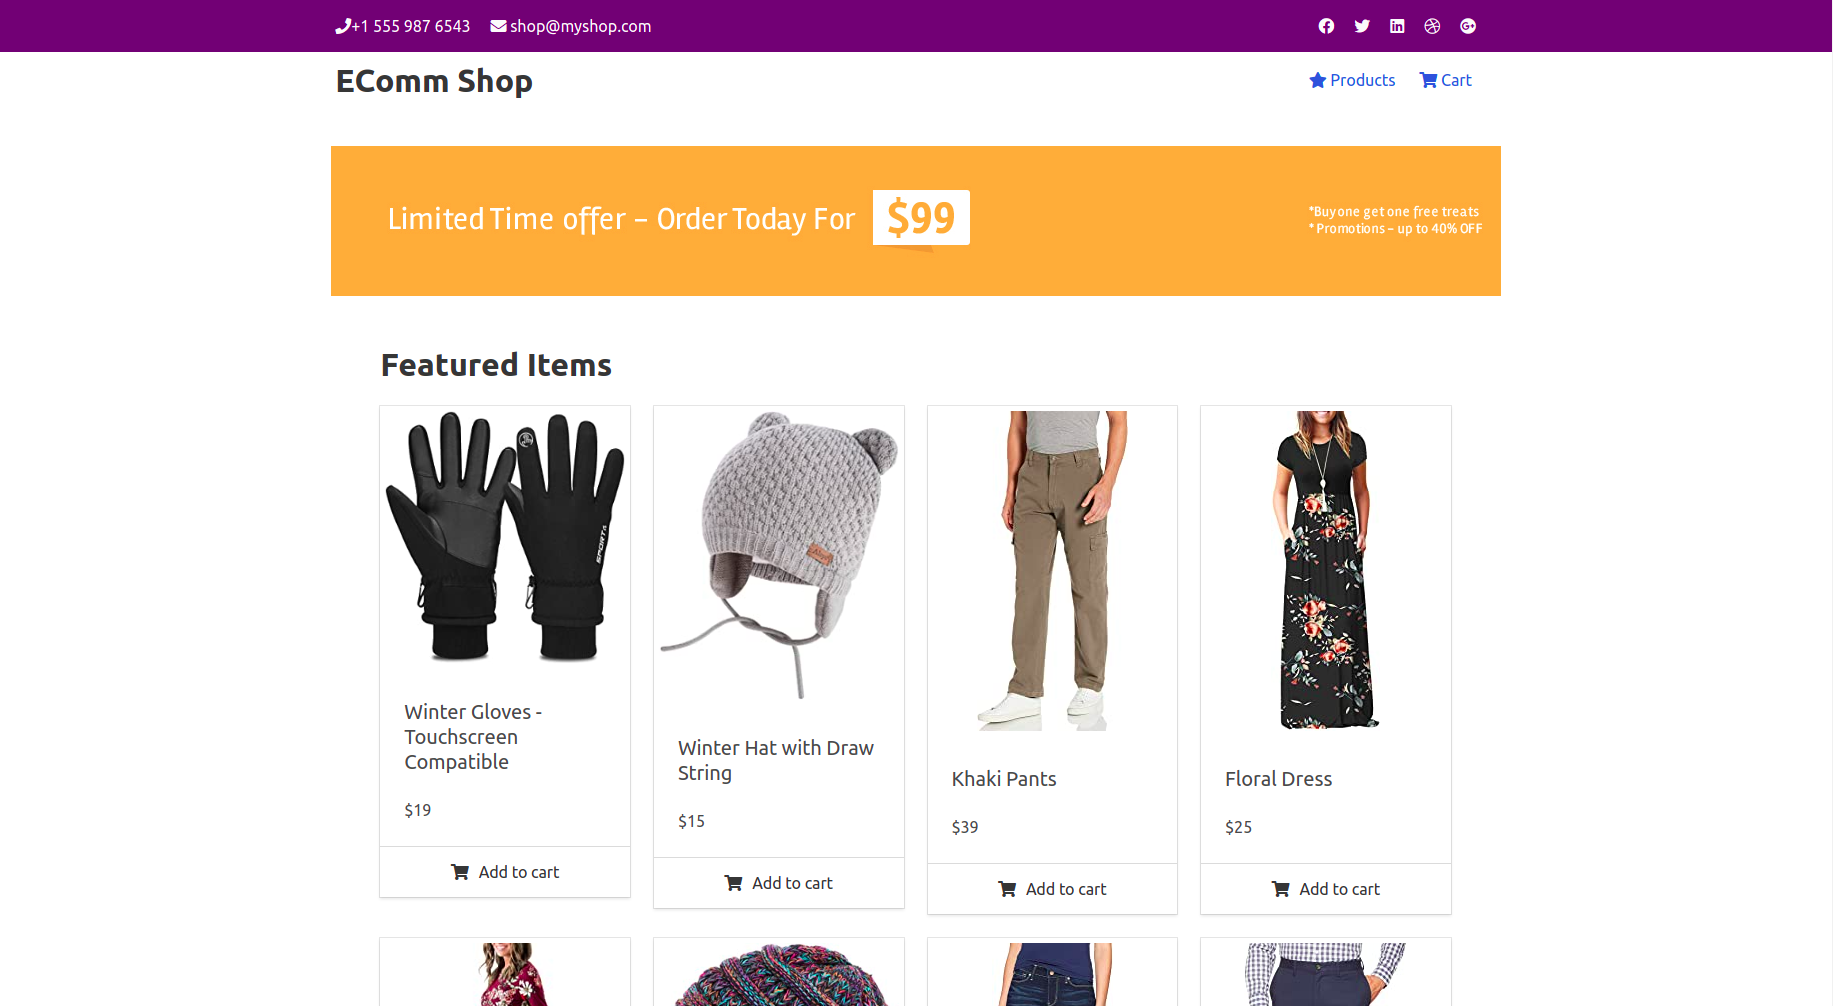 +1 555 987 6543 shop@myshop.com
EComm Shop
Products Cart
Limited Time offer - Order Today For $99
*Buy one get one free treats
* Promotions - up to 40% OFF
Featured Items
SPORTA
Winter Gloves -
Touchscreen
Compatible
$19
Add to cart
Winter Hat with Draw
String
$15
Add to cart
Khaki Pants
$39
Add to cart
Floral Dress
$25
Add to cart